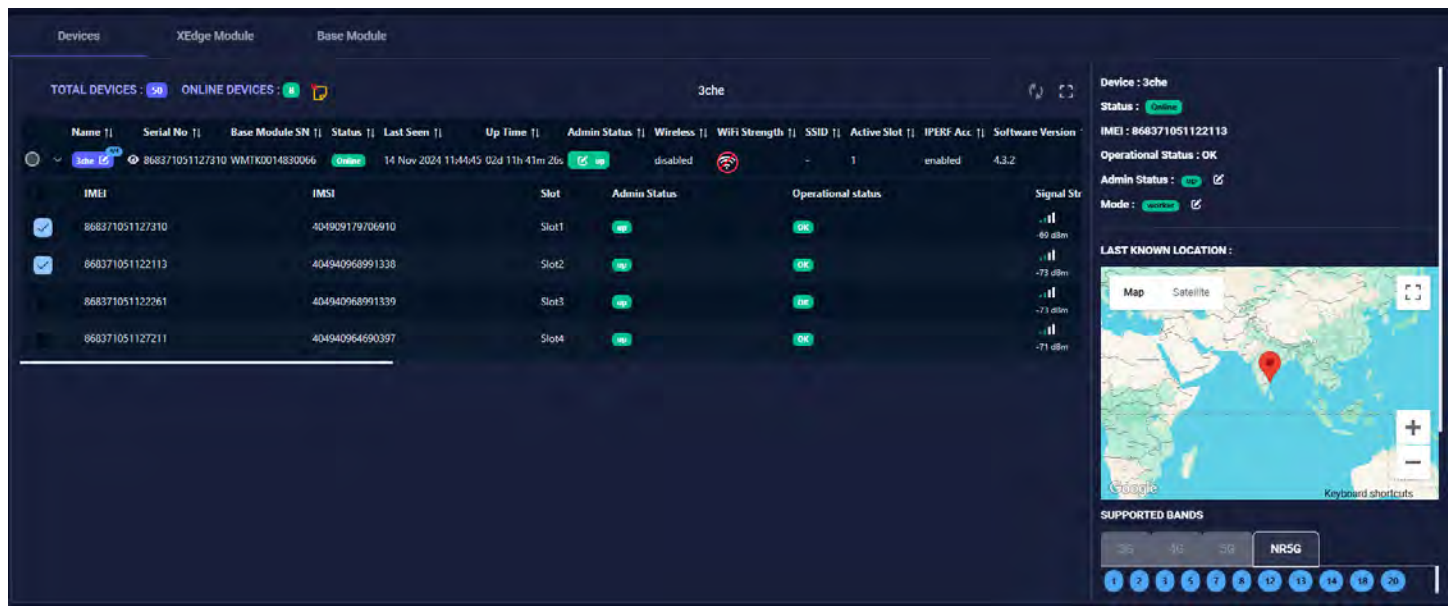 Devices XEdge Module Base Module
TOTAL DEVICES : 50 ONLINE DEVICES : 8 3che
Name Serial No Base Module SN Status Last Seen Up Time Admin Status Wireless WiFi Strength SSID Active Slot IPERF Acc Software Version
3che 868371051127310 WMTK0014830066 Online 14 Nov 2024 11:44:45 02d 11h 41m 26s up disabled - 1 enabled 4.3.2
IMEI IMSI Slot Admin Status Operational status Signal Str
868371051127310 404909179706910 Slot1 up OK -69 dBm
868371051122113 404940968991338 Slot2 up OK -73 dBm
868371051122261 404940968991339 Slot3 up OK -73 dBm
868371051127211 404940964690397 Slot4 up OK -71 dBm
Device : 3che
Status : Online
IMEI : 868371051122113
Operational Status : OK
Admin Status : up
Mode : worker
LAST KNOWN LOCATION :
Map Satellite
Google
Keyboard shortcuts
SUPPORTED BANDS
3G 4G 5G NR5G
1 2 3 5 7 8 12 13 14 18 20